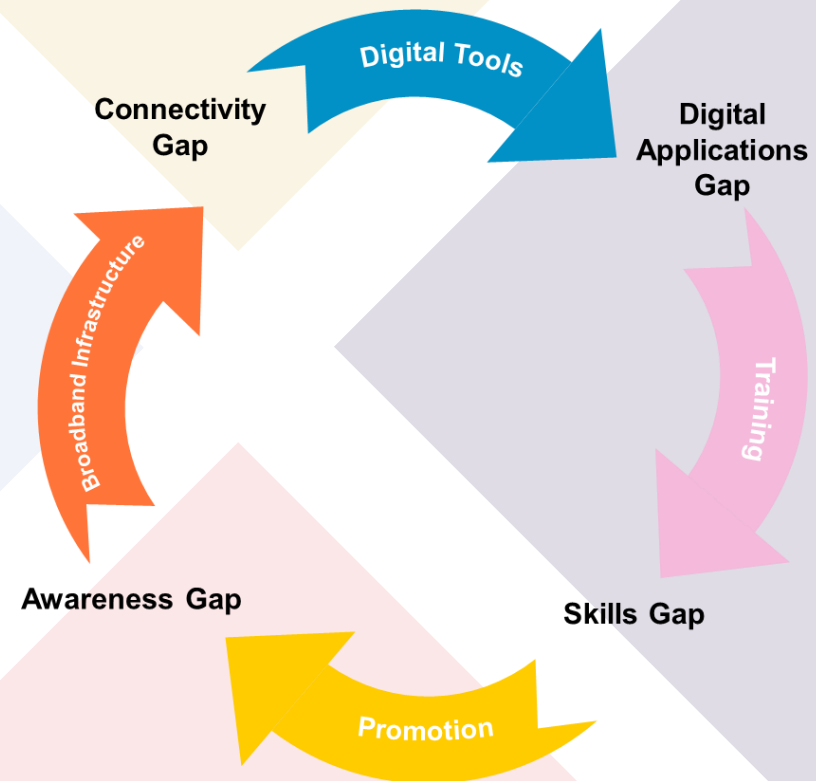 Digital Tools
Connectivity
Gap
Digital
Applications
Gap
Broadband Infrastructure
Training
Awareness Gap
Skills Gap
Promotion